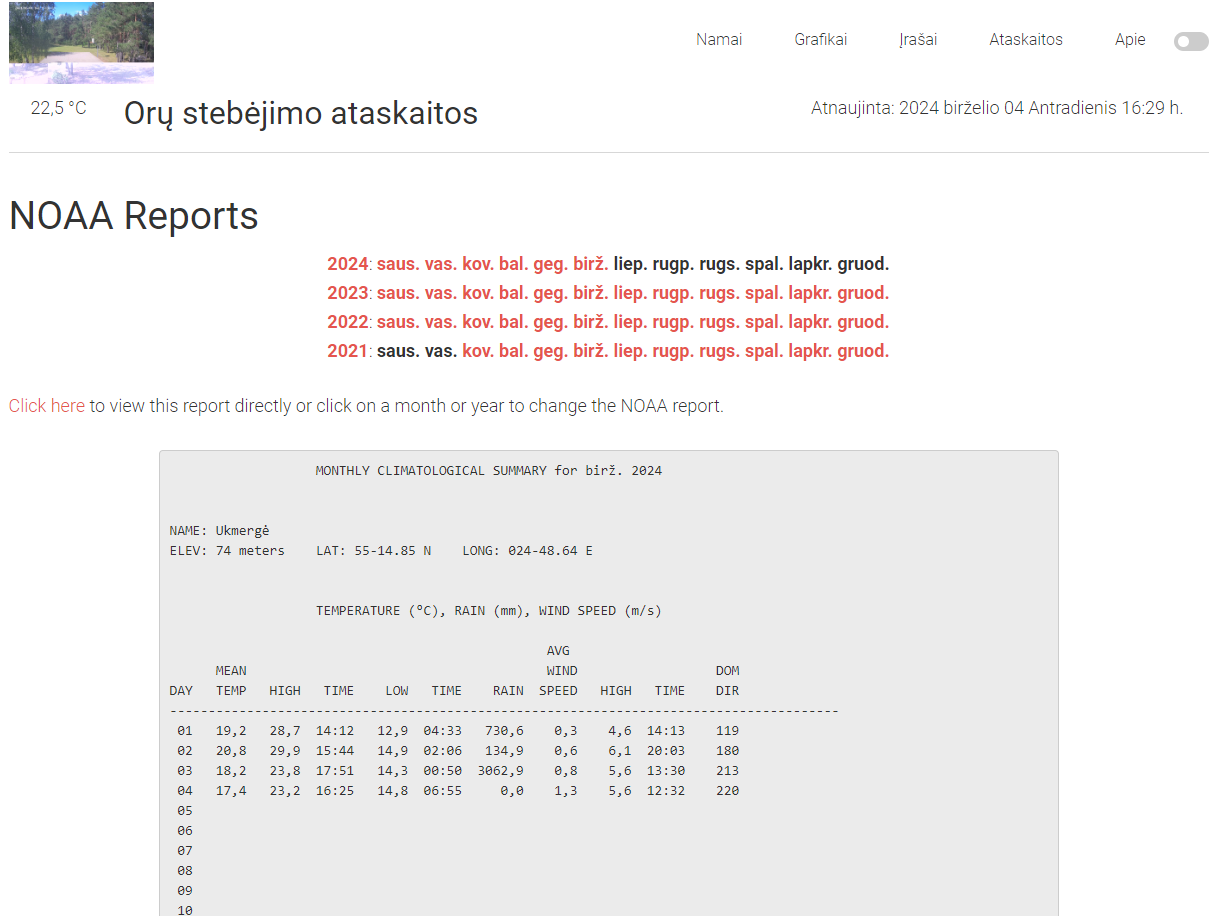 Namai Grafikai Įrašai Ataskaitos Apie
22,5 °C Orų stebėjimo ataskaitos Atnaujinta: 2024 birželio 04 Antradienis 16:29 h.
NOAA Reports
2024: saus. vas. kov. bal. geg. birž. liep. rugp. rugs. spal. lapkr. gruod.
2023: saus. vas. kov. bal. geg. birž. liep. rugp. rugs. spal. lapkr. gruod.
2022: saus. vas. kov. bal. geg. birž. liep. rugp. rugs. spal. lapkr. gruod.
2021: saus. vas. kov. bal. geg. birž. liep. rugp. rugs. spal. lapkr. gruod.
Click here to view this report directly or click on a month or year to change the NOAA report.
MONTHLY CLIMATOLOGICAL SUMMARY for birž. 2024
NAME: Ukmergė
ELEV: 74 meters LAT: 55-14.85 N LONG: 024-48.64 E
TEMPERATURE (°C), RAIN (mm), WIND SPEED (m/s)
AVG
MEAN WIND DOM
DAY TEMP HIGH TIME LOW TIME RAIN SPEED HIGH TIME DIR
---------------------------------------------------------------------------------------
01 19,2 28,7 14:12 12,9 04:33 730,6 0,3 4,6 14:13 119
02 20,8 29,9 15:44 14,9 02:06 134,9 0,6 6,1 20:03 180
03 18,2 23,8 17:51 14,3 00:50 3062,9 0,8 5,6 13:30 213
04 17,4 23,2 16:25 14,8 06:55 0,0 1,3 5,6 12:32 220
05
06
07
08
09
10